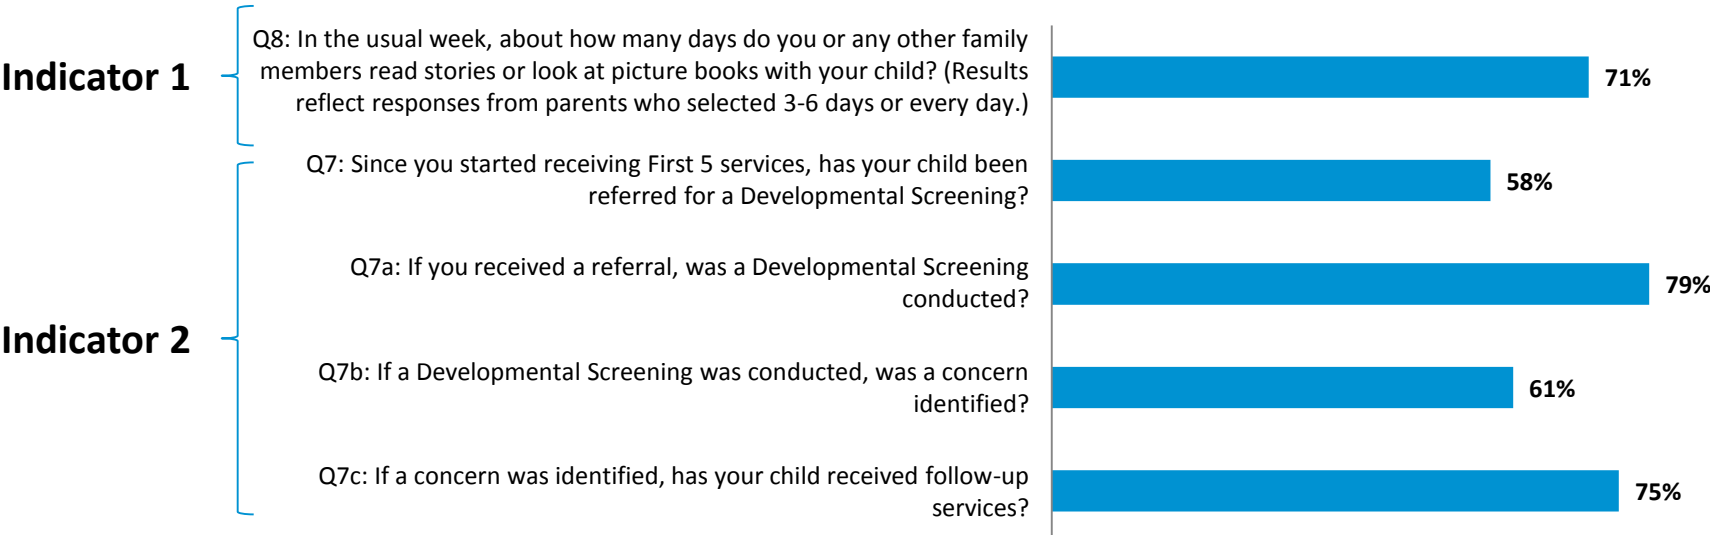 Indicator 1
Q8: In the usual week, about how many days do you or any other family
members read stories or look at picture books with your child? (Results
reflect responses from parents who selected 3-6 days or every day.)
71%
Indicator 2
Q7: Since you started receiving First 5 services, has your child been
referred for a Developmental Screening?
58%
Q7a: If you received a referral, was a Developmental Screening
conducted?
79%
Q7b: If a Developmental Screening was conducted, was a concern
identified?
61%
Q7c: If a concern was identified, has your child received follow-up
services?
75%